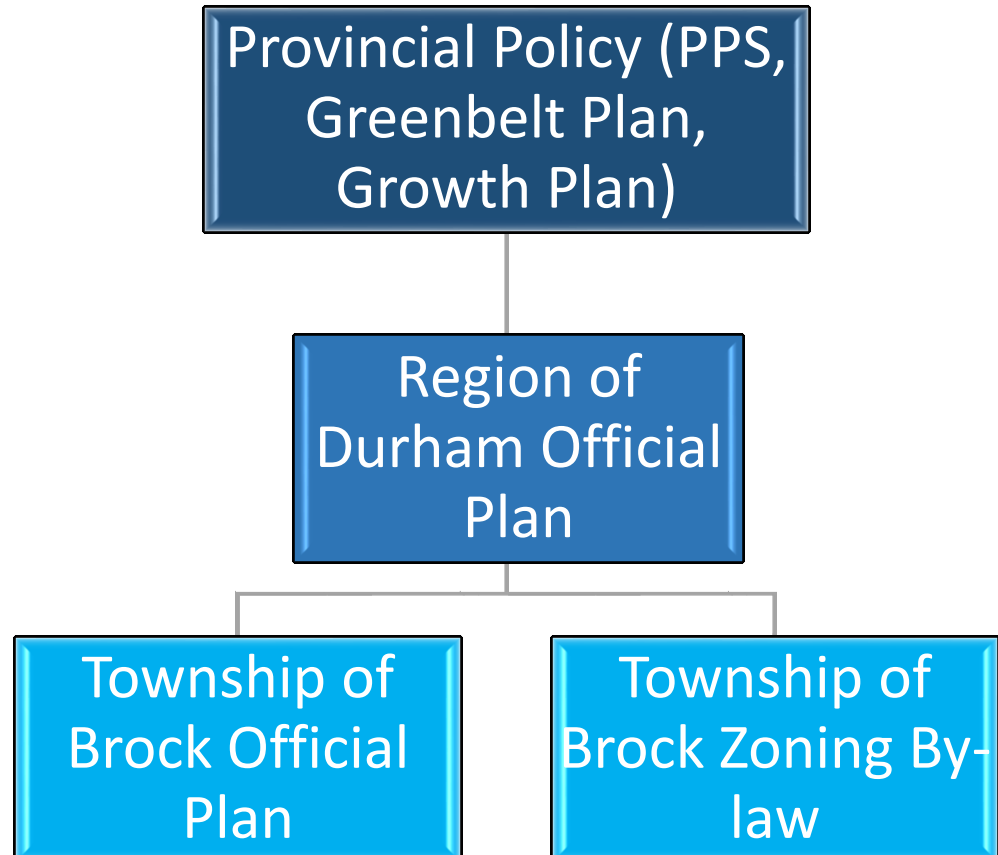 Provincial Policy (PPS,
Greenbelt Plan,
Growth Plan)
Region of
Durham Official
Plan
Township of
Brock Official
Plan
Township of
Brock Zoning By-
law